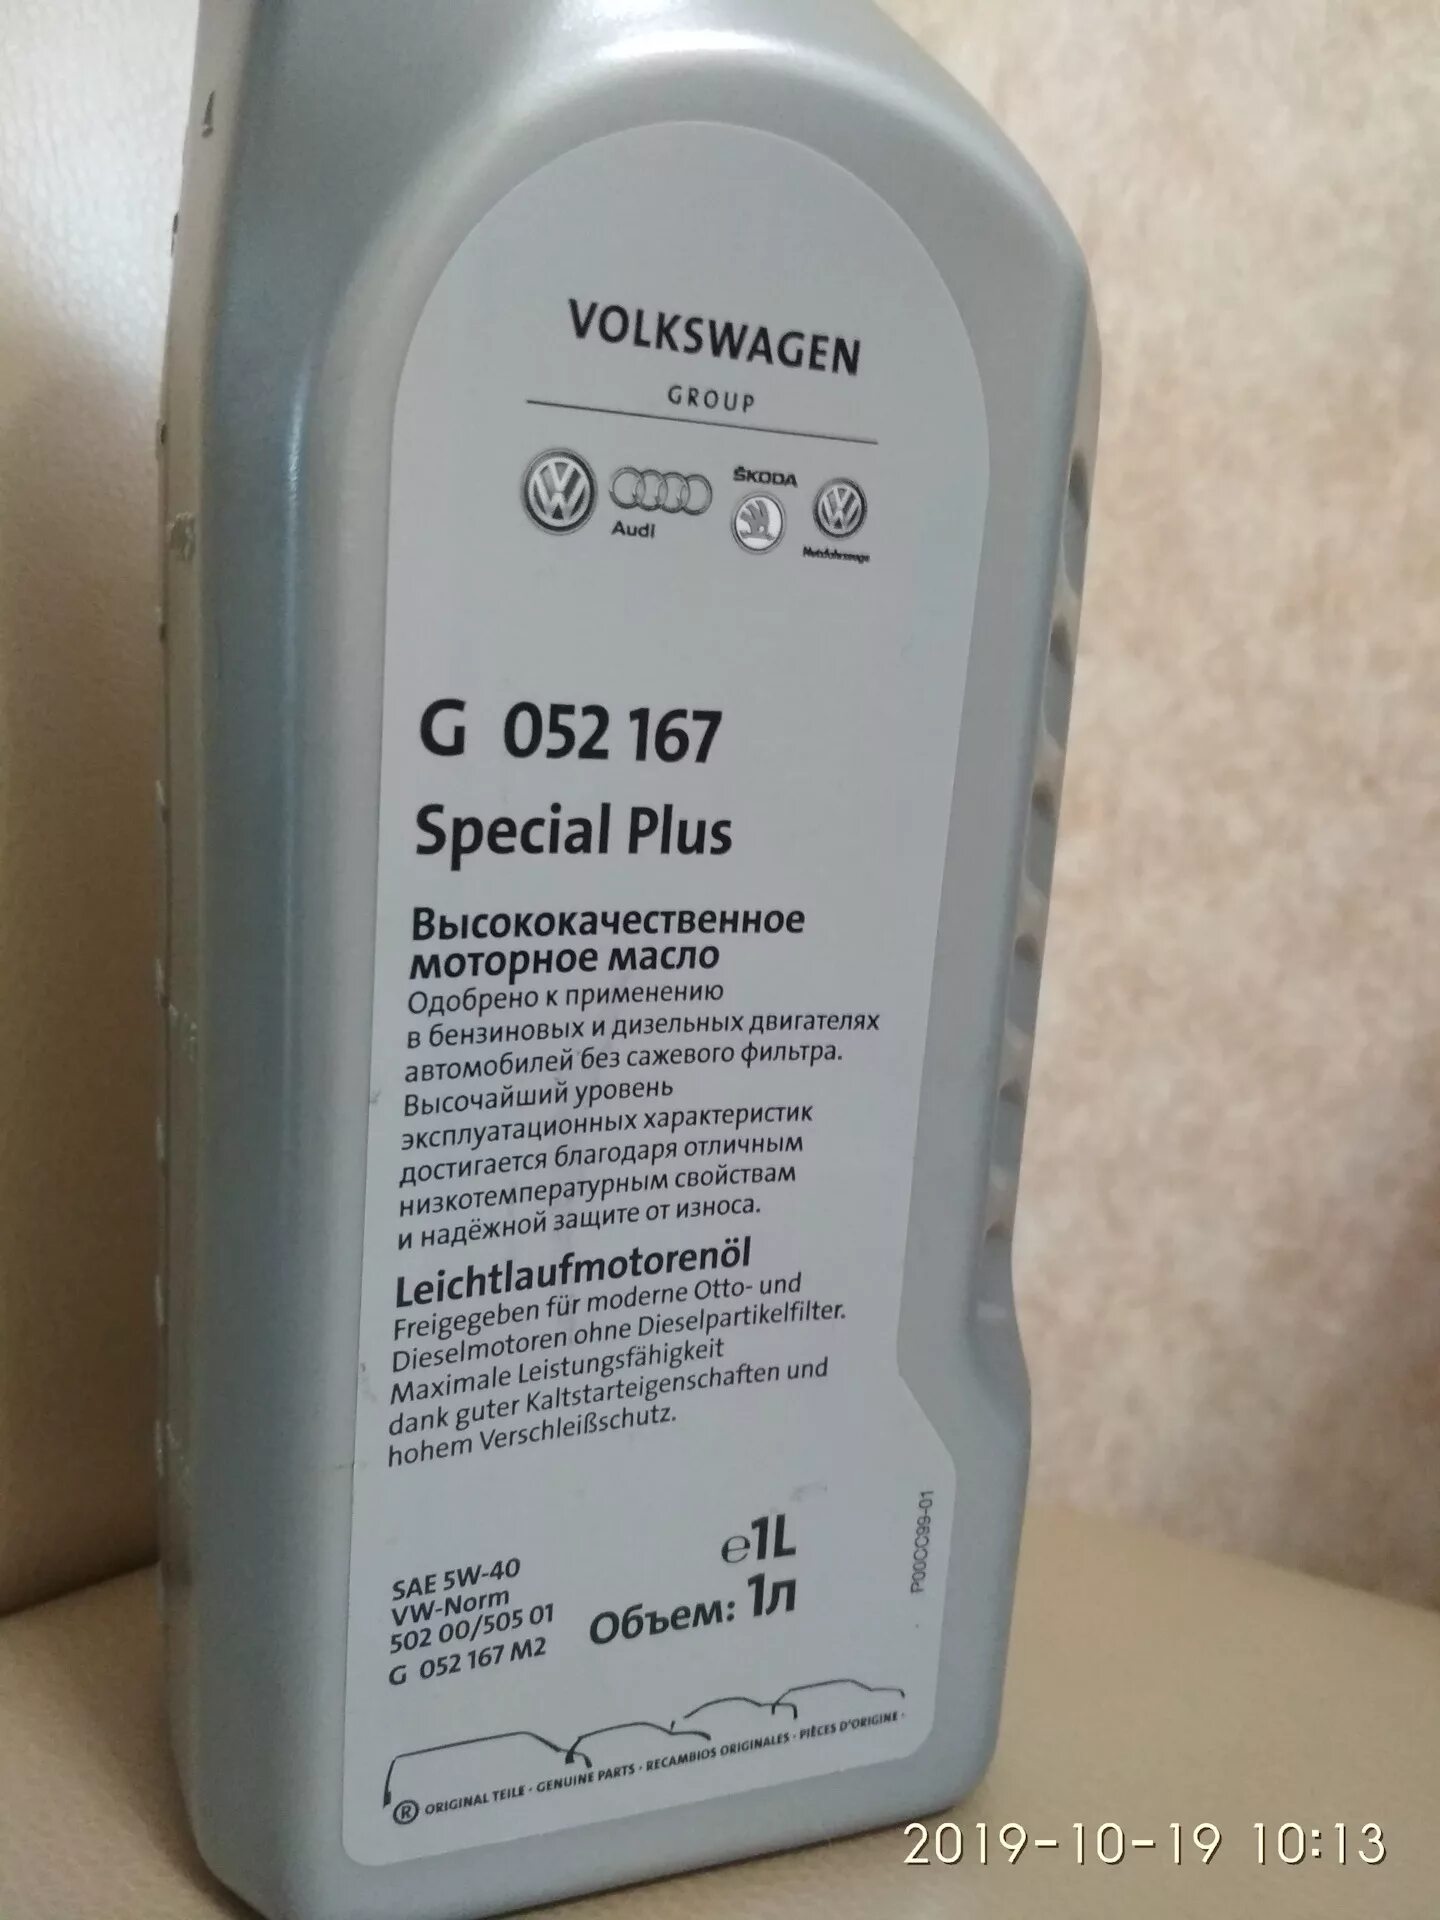 VOLKSWAGEN
GROUP
Audi
ŠKODA
Nutzfahrzeuge
G 052 167
Special Plus
Высококачественное
моторное масло
Одобрено к применению
в бензиновых и дизельных двигателях
автомобилей без сажевого фильтра.
Высочайший уровень
эксплуатационных характеристик
достигается благодаря отличным
низкотемпературным свойствам
и надёжной защите от износа.
Leichtlaufmotorenöl
Freigegeben für moderne Otto- und
Dieselmotoren ohne Dieselpartikelfilter.
Maximale Leistungsfähigkeit
dank guter Kaltstarteigenschaften und
hohem Verschleißschutz.
SAE 5W-40
VW-Norm
502 00/505 01
G 052 167 M2
e1L
Объем: 1л
P00CC99-01
® ORIGINAL TEILE · GENUINE PARTS · RECAMBIOS ORIGINALES · PIÈCES D'ORIGINE ·
2019-10-19 10:13